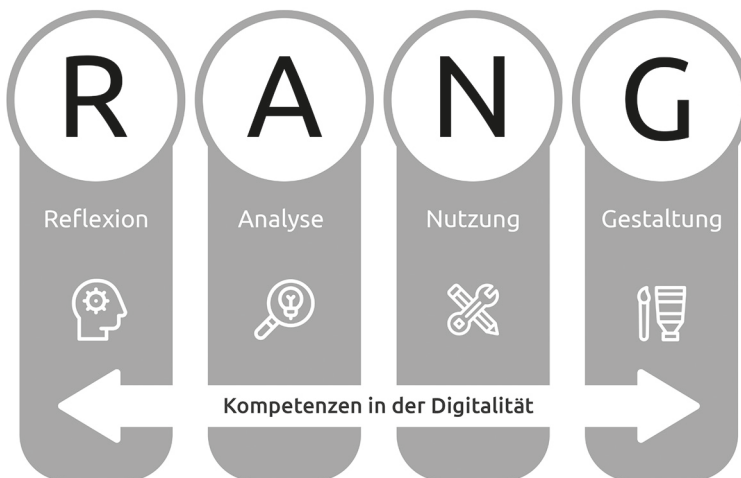 R A N G
Reflexion Analyse Nutzung Gestaltung
Kompetenzen in der Digitalität